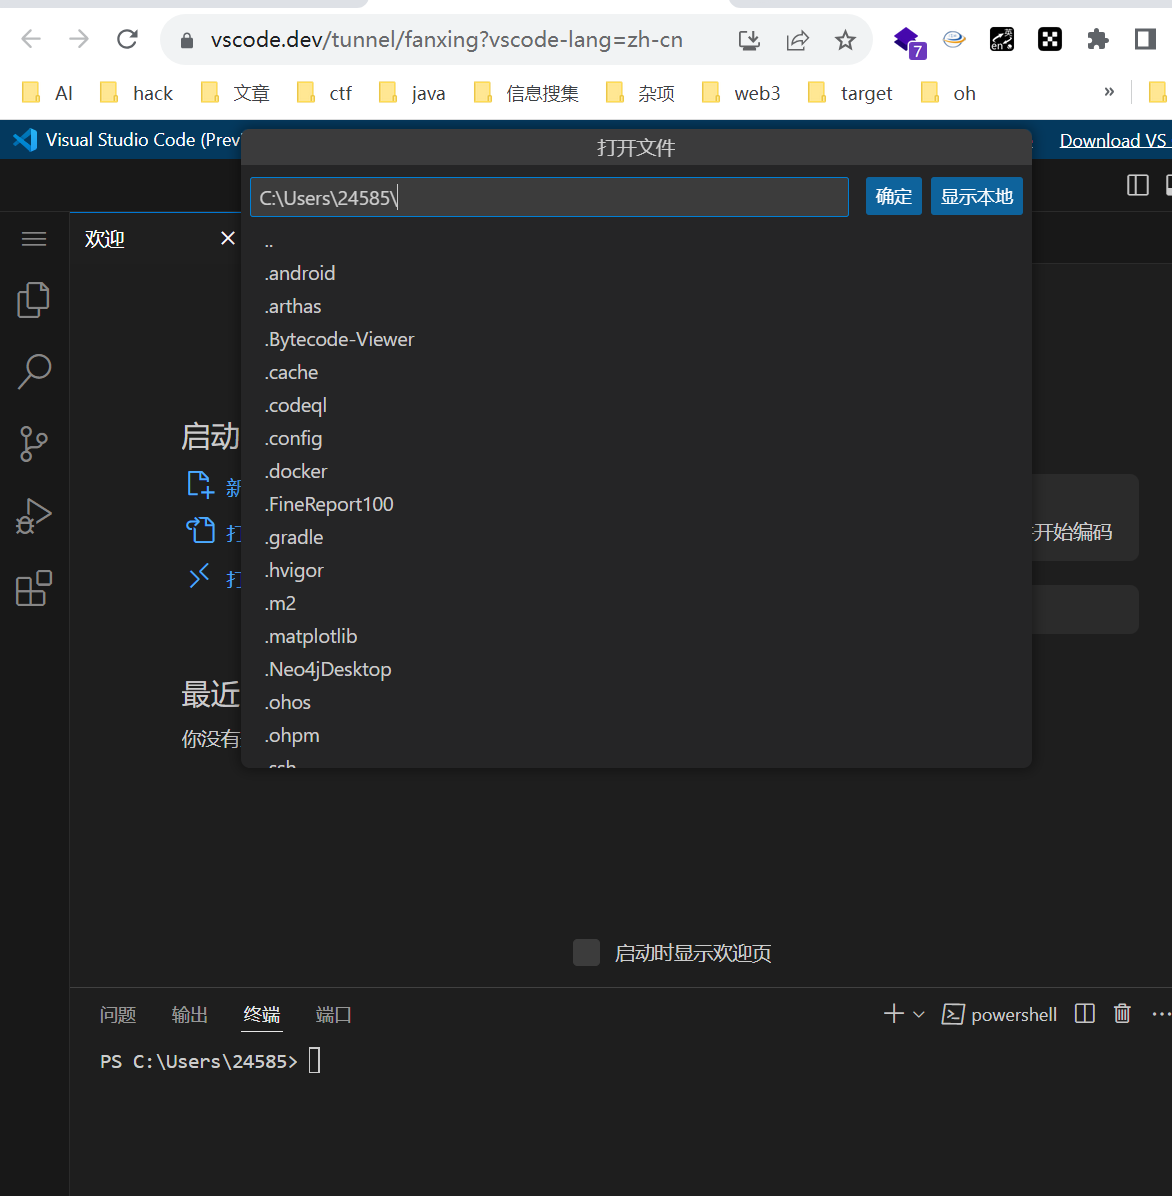 vscode.dev/tunnel/fanxing?vscode-lang=zh-cn
7
英
en
AI hack 文章 ctf java 信息搜集 杂项 web3 target oh »
Visual Studio Code (Prev
打开文件
Download VS
C:\Users\24585\
确定
显示本地
欢迎
..
.android
.arthas
.Bytecode-Viewer
.cache
.codeql
启动
.config
.docker
新
.FineReport100
打
开始编码
.gradle
.hvigor
打
.m2
.matplotlib
.Neo4jDesktop
最近
.ohos
你没有
.ohpm
.ssh
启动时显示欢迎页
问题 输出 终端 端口
powershell
PS C:\Users\24585>